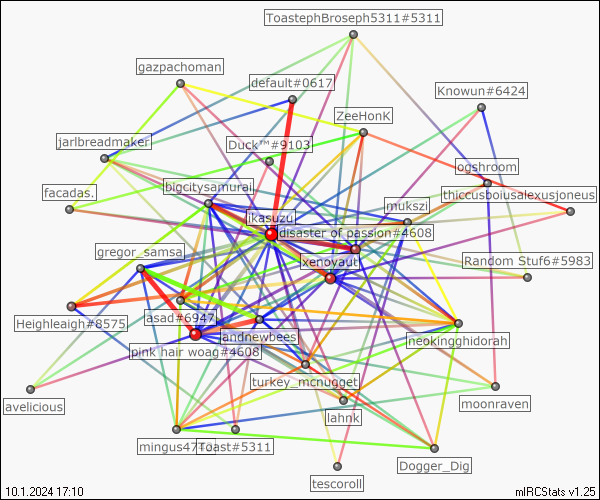 ToastephBroseph5311#5311
gazpachoman
default#0617
Knowun#6424
ZeeHonK
jarlbreadmaker
Duck™#9103
ogshroom
facadas.
bigcitysamurai
thiccusboiusalexusjoneus
mukszi
ikasuzu
disaster of passion#4608
gregor_samsa
xenoyaut
Random Stuf6#5983
Heighleaigh#8575
asad#6947
andnewbees
neokingghidorah
pink hair woag#4608
turkey_mcnugget
avelicious
moonraven
lahnk
mingus47
Toast#5311
Dogger_Dig
tescoroll
10.1.2024 17:10
mIRCStats v1.25